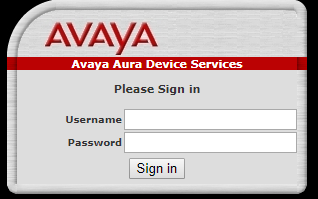 AVAYA
Avaya Aura Device Services
Please Sign in
Username
Password
Sign in